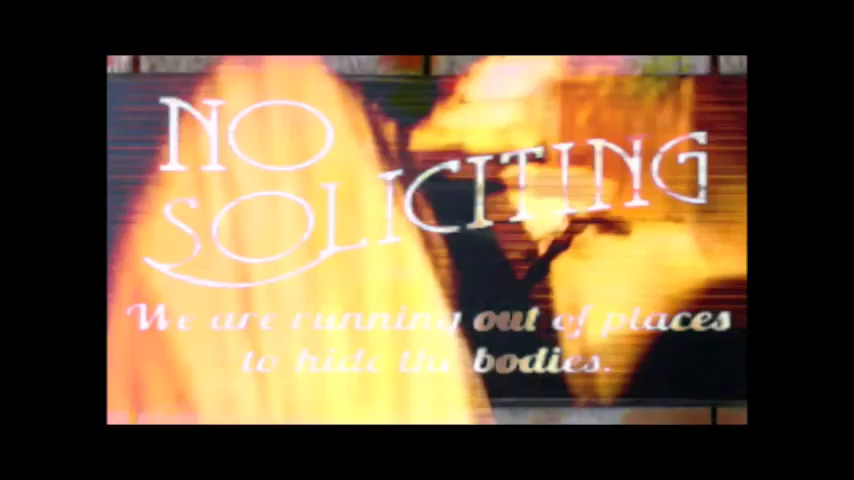 NO
SOLICITING
We are running out of places
to hide the bodies.